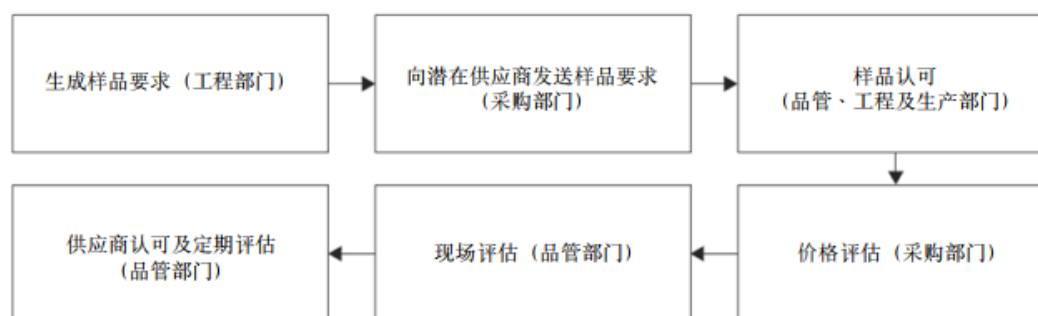 生成样品要求（工程部门）
向潜在供应商发送样品要求
（采购部门）
样品认可
（品管、工程及生产部门）
价格评估（采购部门）
现场评估（品管部门）
供应商认可及定期评估
（品管部门）